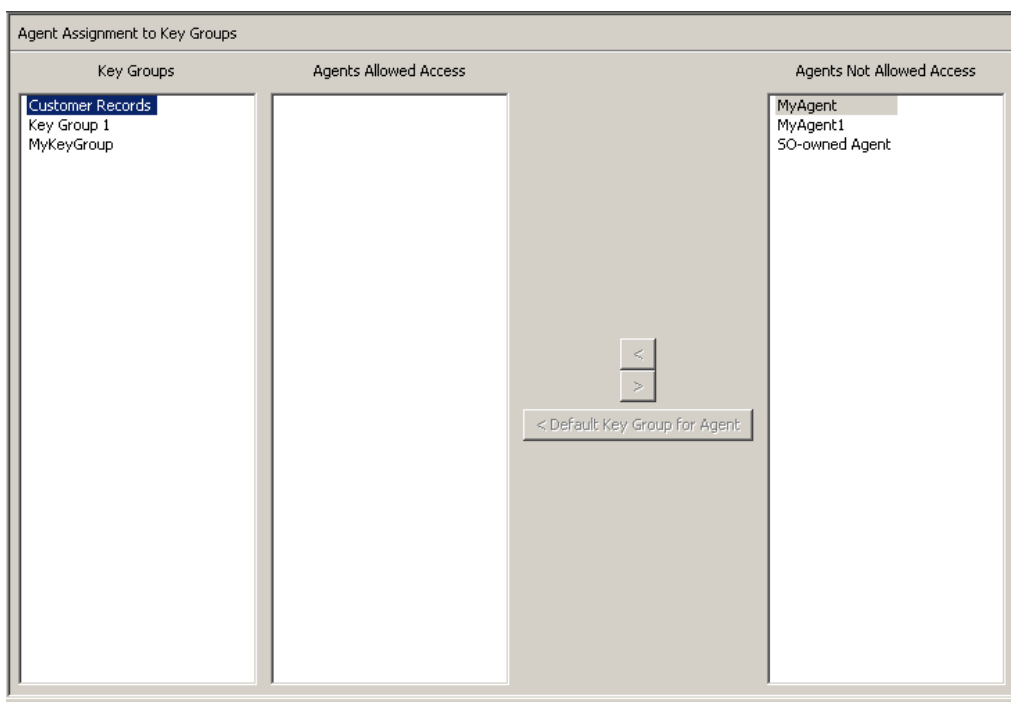 Agent Assignment to Key Groups
Key Groups
Agents Allowed Access
Agents Not Allowed Access
Customer Records
Key Group 1
MyKeyGroup
MyAgent
MyAgent1
SO-owned Agent
<
>
< Default Key Group for Agent